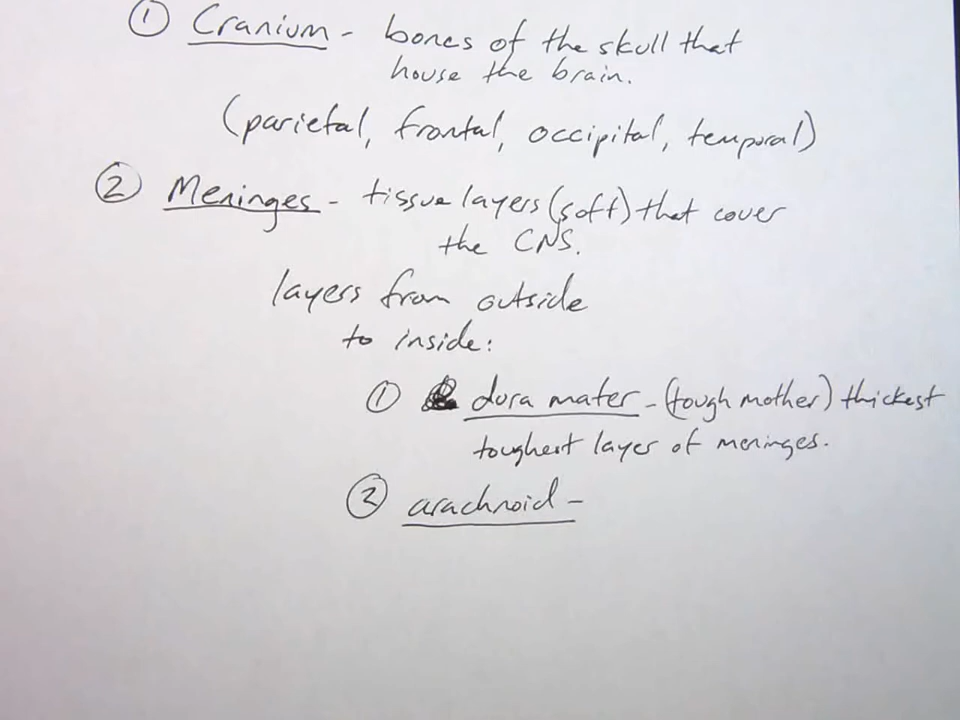 ① Cranium - bones of the skull that
house the brain.
(parietal, frontal, occipital, temporal)
② Meninges - tissue layers (soft) that cover
the CNS.
layers from outside
to inside:
① dura mater - (tough mother) thickest
toughest layer of meninges.
② arachnoid -